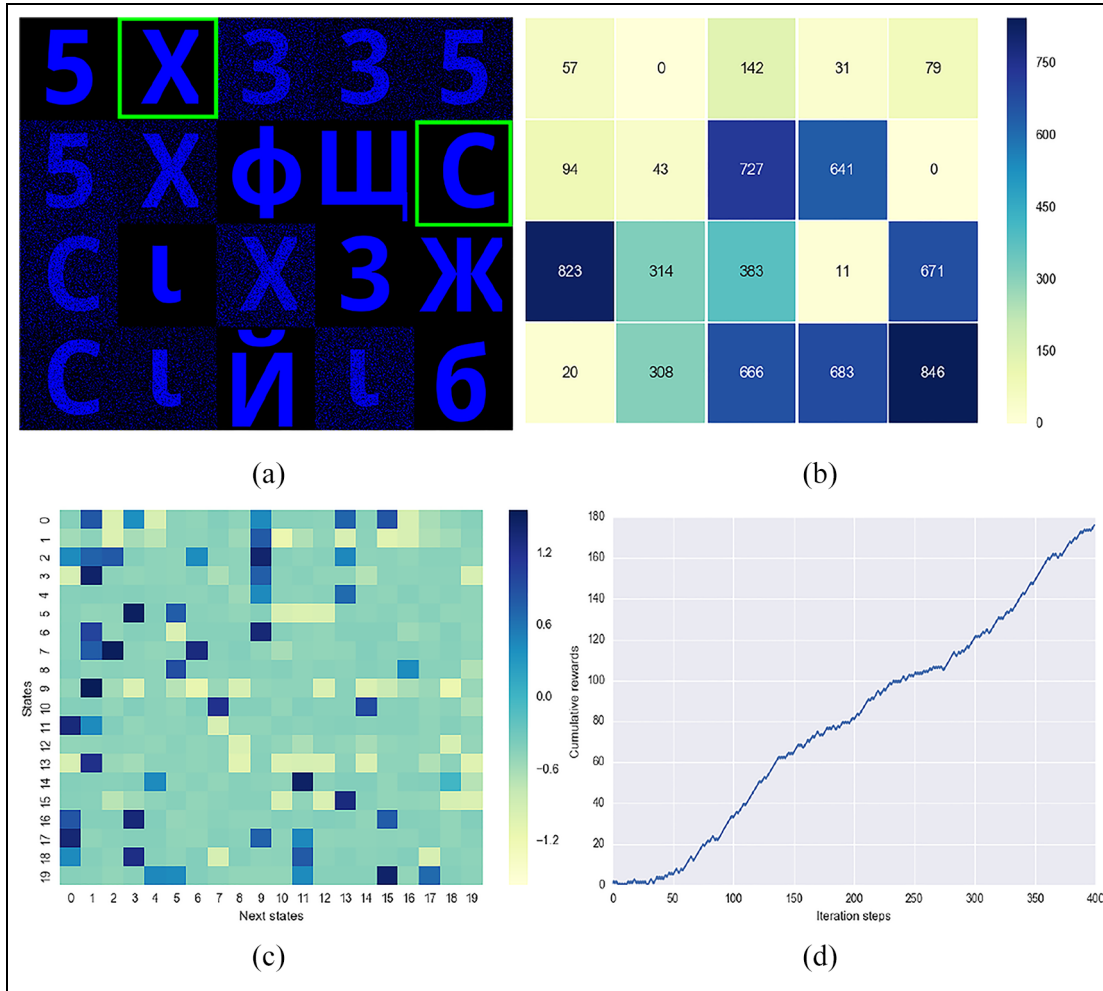 5 X 3 3 5
5 X ф Щ C
C ɩ X 3 Ж
C ɩ Й ɩ б
(a)
57 0 142 31 79
94 43 727 641 0
823 314 383 11 671
20 308 666 683 846
750
600
450
300
150
0
(b)
States
0
1
2
3
4
5
6
7
8
9
10
11
12
13
14
15
16
17
18
19
0 1 2 3 4 5 6 7 8 9 10 11 12 13 14 15 16 17 18 19
Next states
1.2
0.6
0.0
−0.6
−1.2
(c)
Cumulative rewards
180
160
140
120
100
80
60
40
20
0
0 50 100 150 200 250 300 350 400
Iteration steps
(d)